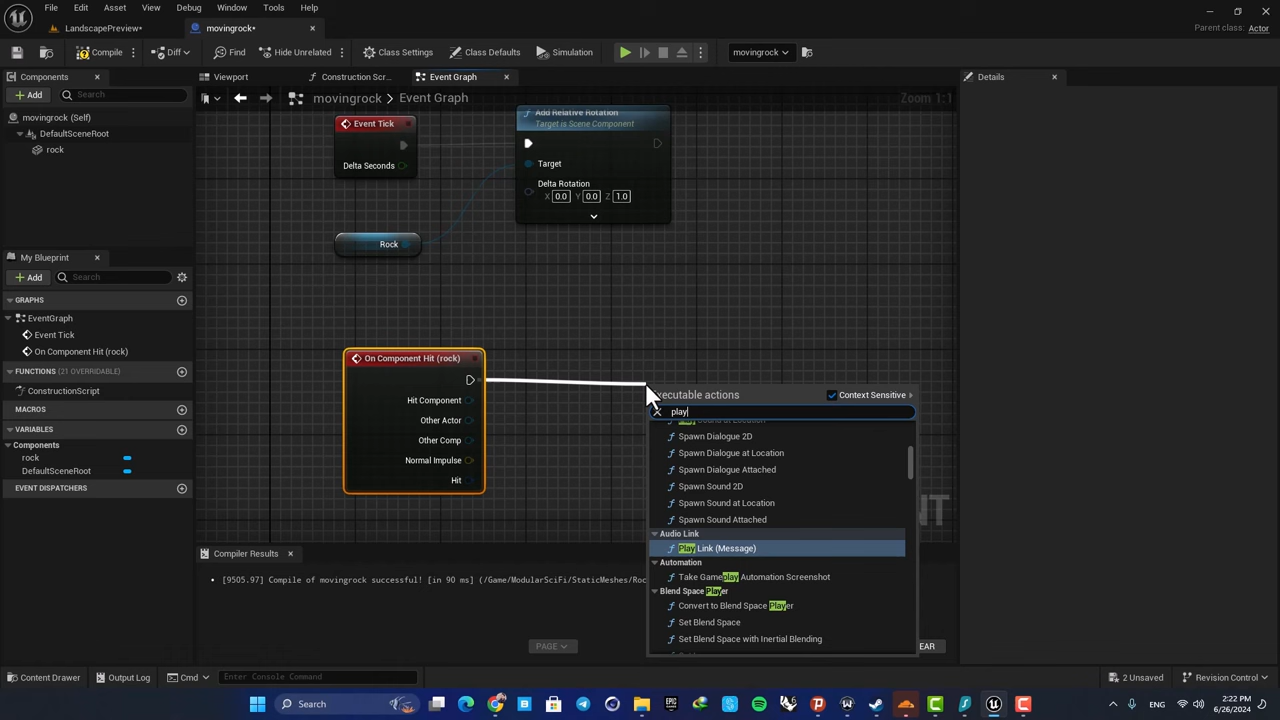 File Edit Asset View Debug Window Tools Help
LandscapePreview*
movingrock*
Parent class: Actor
Compile
Diff
Find
Hide Unrelated
Class Settings
Class Defaults
Simulation
movingrock
Components
Viewport
Construction Scr...
Event Graph
Details
Add
Search
movingrock > Event Graph
Zoom 1:1
movingrock (Self)
DefaultSceneRoot
rock
Event Tick
Delta Seconds
Add Relative Rotation
Target is Scene Component
Target
Delta Rotation
X 0.0 Y 0.0 Z 1.0
Rock
My Blueprint
Add
Search
GRAPHS
EventGraph
Event Tick
On Component Hit (rock)
FUNCTIONS (21 OVERRIDABLE)
ConstructionScript
MACROS
VARIABLES
Components
rock
DefaultSceneRoot
EVENT DISPATCHERS
On Component Hit (rock)
Hit Component
Other Actor
Other Comp
Normal Impulse
Hit
Executable actions
Context Sensitive
play
Play Sound at Location
Spawn Dialogue 2D
Spawn Dialogue at Location
Spawn Dialogue Attached
Spawn Sound 2D
Spawn Sound at Location
Spawn Sound Attached
Audio Link
Play Link (Message)
Automation
Take Gameplay Automation Screenshot
Blend Space Player
Convert to Blend Space Player
Set Blend Space
Set Blend Space with Inertial Blending
Compiler Results
[9505.97] Compile of movingrock successful! [in 90 ms] (/Game/ModularSciFi/StaticMeshes/Roc
PAGE
EAR
Content Drawer
Output Log
Cmd
Enter Console Command
2 Unsaved
Revision Control
Search
ENG
2:22 PM
6/26/2024